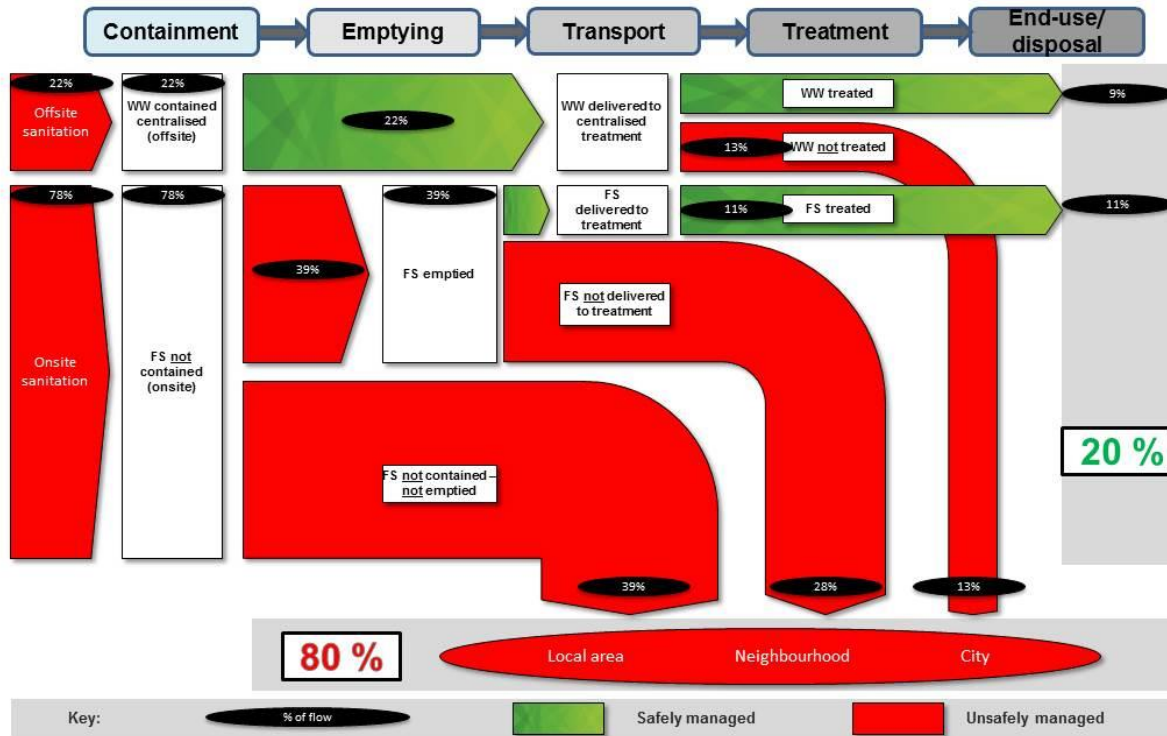 Containment
Emptying
Transport
Treatment
End-use/
disposal
22%
Offsite
sanitation
22%
WW contained
centralised
(offsite)
22%
WW delivered to
centralised
treatment
WW treated
9%
13%
WW not treated
78%
Onsite
sanitation
78%
FS not
contained
(onsite)
39%
39%
FS emptied
FS
delivered to
treatment
11%
FS treated
11%
FS not delivered
to treatment
FS not contained –
not emptied
20 %
39%
28%
13%
80 %
Local area
Neighbourhood
City
Key:
% of flow
Safely managed
Unsafely managed